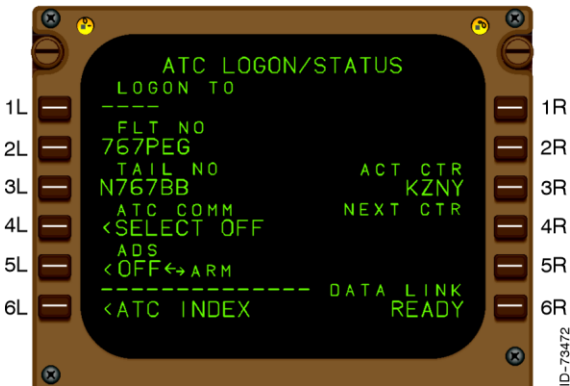 ATC LOGON/STATUS
LOGON TO
1L ---- 1R
FLT NO
2L 767PEG 2R
TAIL NO ACT CTR
3L N767BB KZNY 3R
ATC COMM NEXT CTR
4L <SELECT OFF 4R
ADS
5L <OFF↔ARM 5R
-------------- DATA LINK
6L <ATC INDEX READY 6R
ID-73472